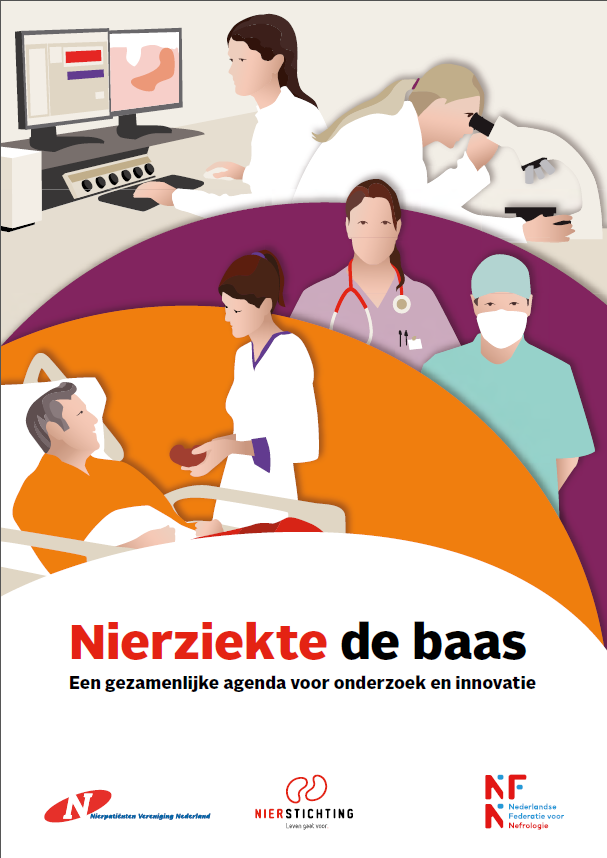 Nierziekte de baas
Een gezamenlijke agenda voor onderzoek en innovatie
N
Nierpatiënten Vereniging Nederland
NIERSTICHTING
Leven gaat voor.
NF
N
Nederlandse
Federatie voor
Nefrologie